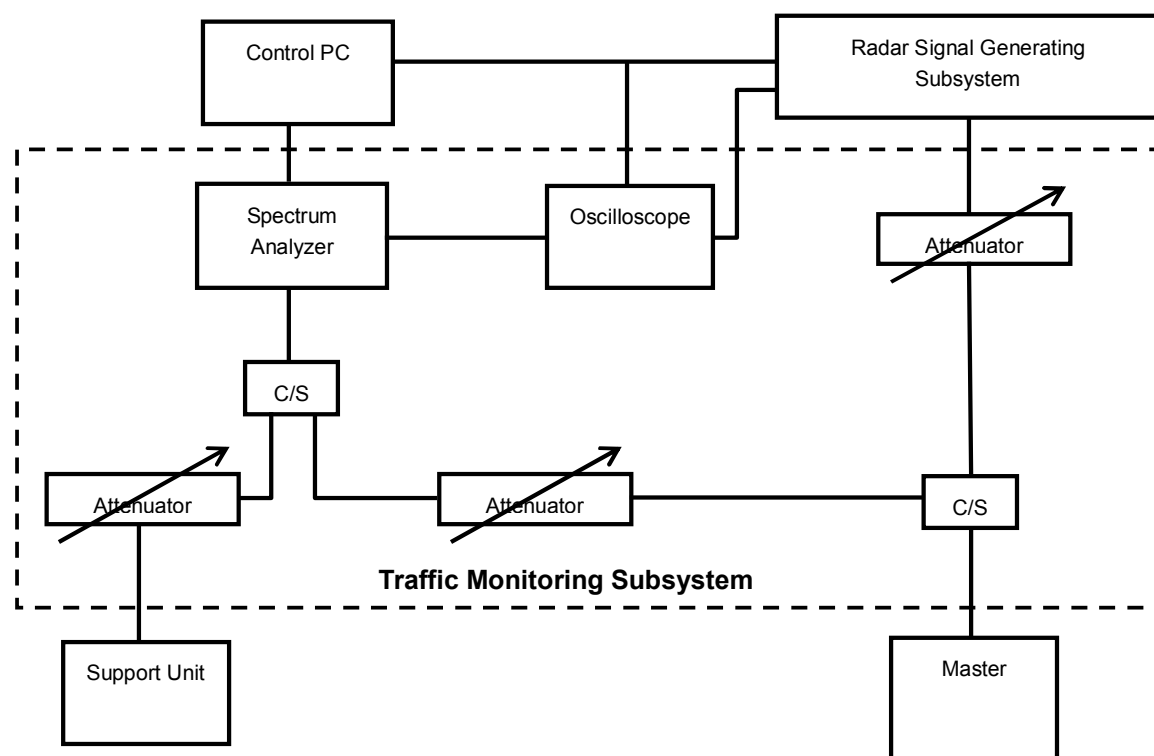 Control PC
Radar Signal Generating
Subsystem
Spectrum
Analyzer
Oscilloscope
Attenuator
C/S
Attenuator
Attenuator
C/S
Traffic Monitoring Subsystem
Support Unit
Master